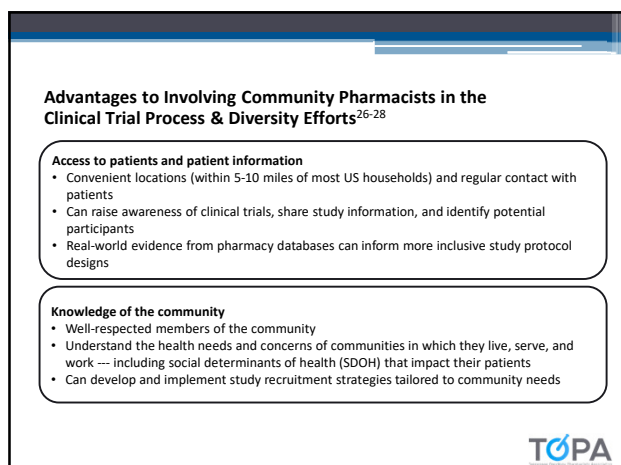 Advantages to Involving Community Pharmacists in the
Clinical Trial Process & Diversity Efforts26-28
Access to patients and patient information
• Convenient locations (within 5-10 miles of most US households) and regular contact with
patients
• Can raise awareness of clinical trials, share study information, and identify potential
participants
• Real-world evidence from pharmacy databases can inform more inclusive study protocol
designs
Knowledge of the community
• Well-respected members of the community
• Understand the health needs and concerns of communities in which they live, serve, and
work --- including social determinants of health (SDOH) that impact their patients
• Can develop and implement study recruitment strategies tailored to community needs
TOPA